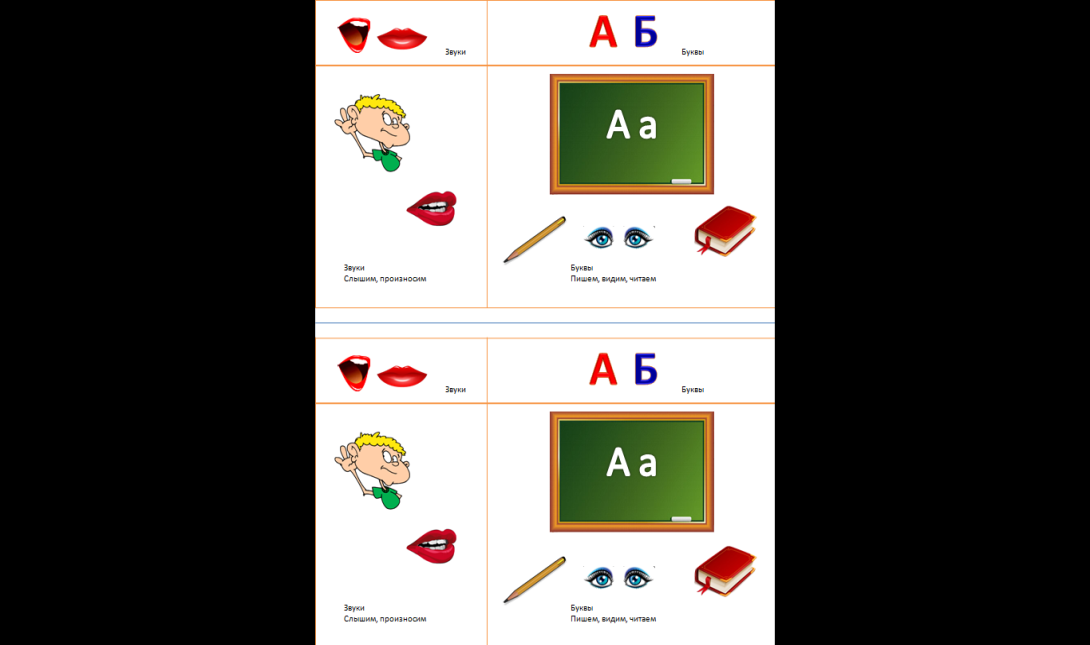 Звуки
А Б
Буквы
А а
Звуки
Слышим, произносим
Буквы
Пишем, видим, читаем
Звуки
А Б
Буквы
А а
Звуки
Слышим, произносим
Буквы
Пишем, видим, читаем